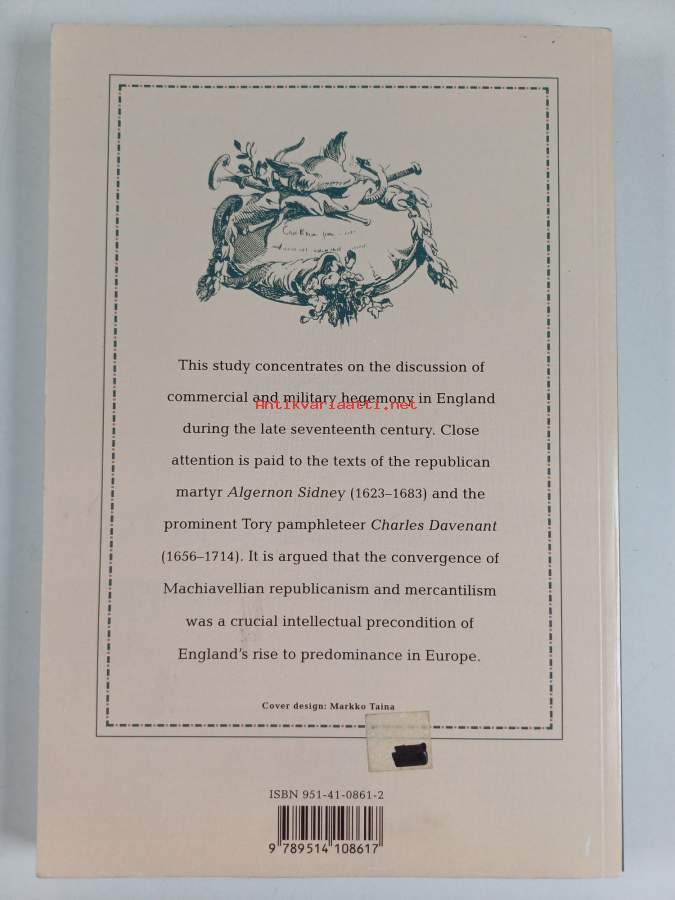 This study concentrates on the discussion of
commercial and military hegemony in England
Antikvariaatti.net
during the late seventeenth century. Close
attention is paid to the texts of the republican
martyr Algernon Sidney (1623–1683) and the
prominent Tory pamphleteer Charles Davenant
(1656–1714). It is argued that the convergence of
Machiavellian republicanism and mercantilism
was a crucial intellectual precondition of
England's rise to predominance in Europe.
Cover design: Markko Taina
ISBN 951-41-0861-2
9 789514 108617